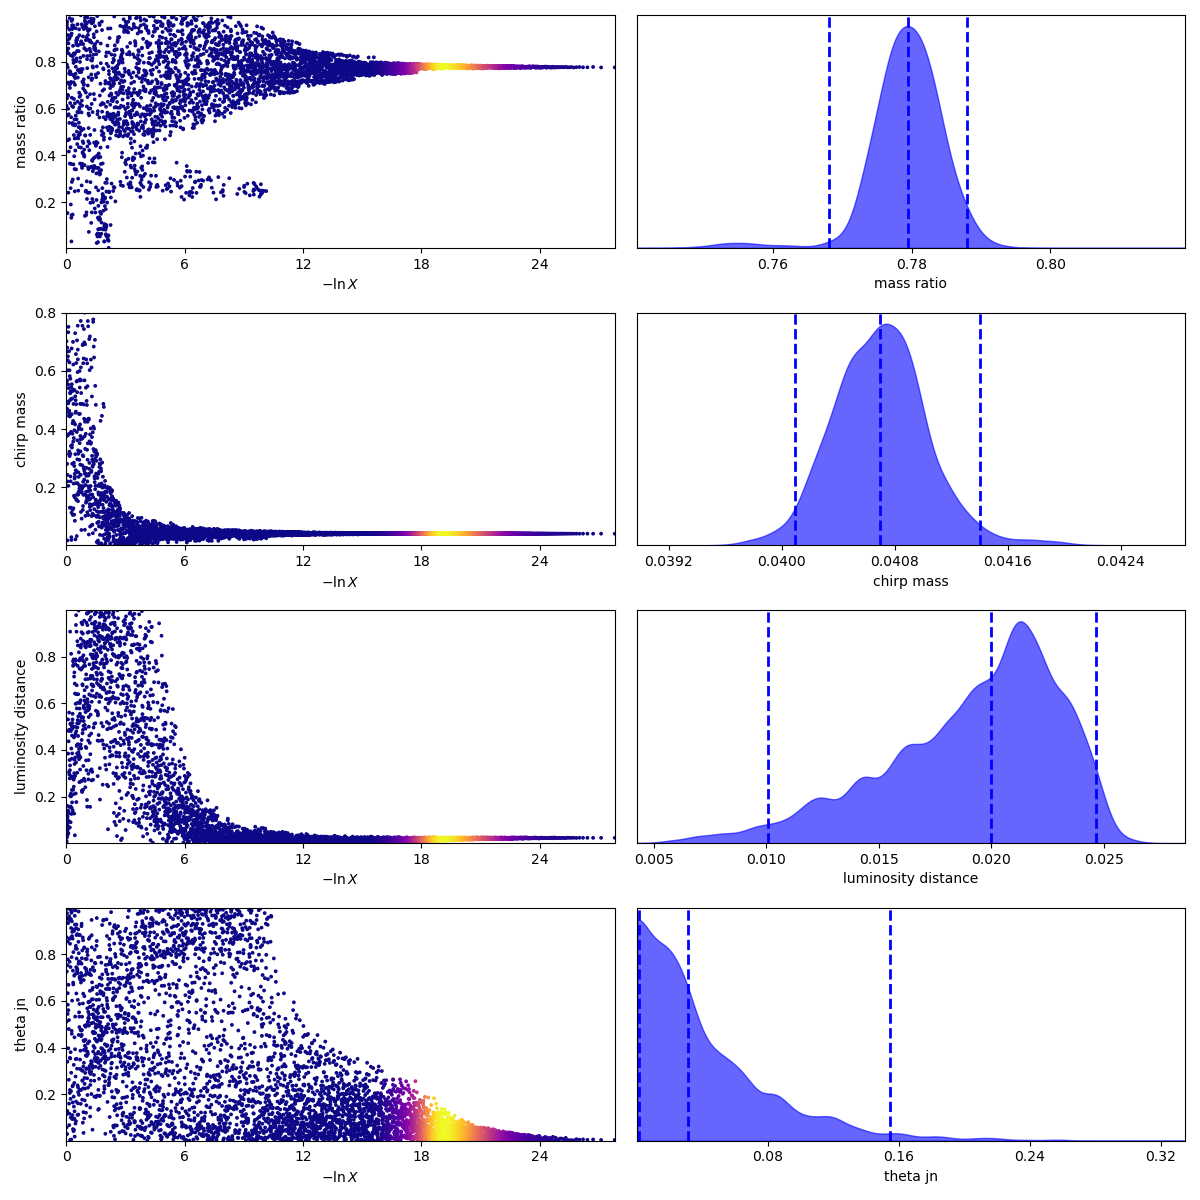 mass ratio
0.8
0.6
0.4
0.2
0 6 12 18 24
−ln X
0.76 0.78 0.80
mass ratio
chirp mass
0.8
0.6
0.4
0.2
0 6 12 18 24
−ln X
0.0392 0.0400 0.0408 0.0416 0.0424
chirp mass
luminosity distance
0.8
0.6
0.4
0.2
0 6 12 18 24
−ln X
0.005 0.010 0.015 0.020 0.025
luminosity distance
theta jn
0.8
0.6
0.4
0.2
0 6 12 18 24
−ln X
0.08 0.16 0.24 0.32
theta jn